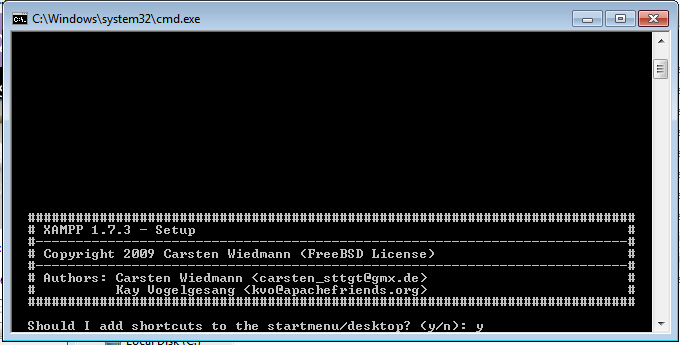 C:\Windows\system32\cmd.exe
################################################################################
# XAMPP 1.7.3 - Setup #
#------------------------------------------------------------------------------#
# Copyright 2009 Carsten Wiedmann (FreeBSD License) #
#------------------------------------------------------------------------------#
# Authors: Carsten Wiedmann <carsten_sttgt@gmx.de> #
# Kay Vogelgesang <kvo@apachefriends.org> #
################################################################################
Should I add shortcuts to the startmenu/desktop? (y/n): y
Local Disk (C:)